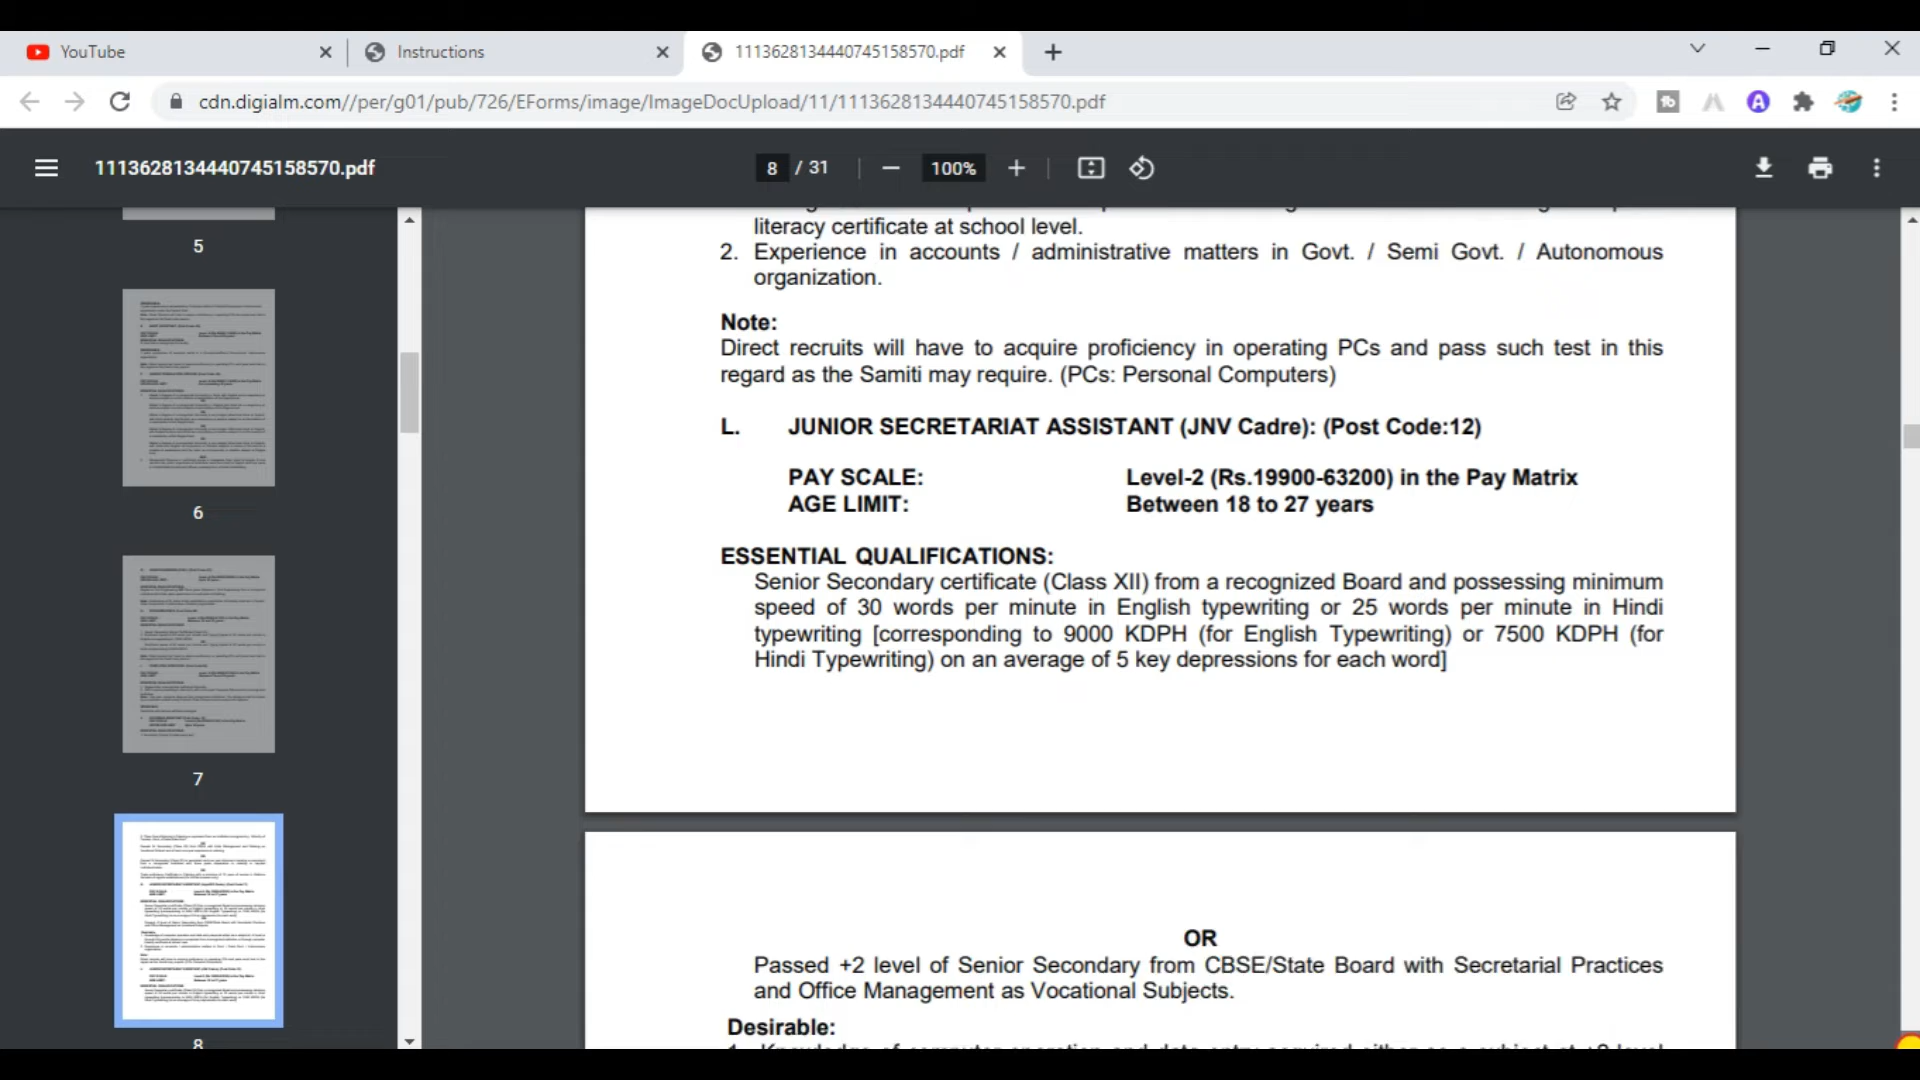 YouTube
Instructions
1113628134440745158570.pdf
cdn.digialm.com//per/g01/pub/726/EForms/image/ImageDocUpload/11/1113628134440745158570.pdf
1113628134440745158570.pdf
8 / 31
100%
5
6
7
8
literacy certificate at school level.
2. Experience in accounts / administrative matters in Govt. / Semi Govt. / Autonomous
organization.
Note:
Direct recruits will have to acquire proficiency in operating PCs and pass such test in this
regard as the Samiti may require. (PCs: Personal Computers)
L. JUNIOR SECRETARIAT ASSISTANT (JNV Cadre): (Post Code:12)
PAY SCALE: Level-2 (Rs.19900-63200) in the Pay Matrix
AGE LIMIT: Between 18 to 27 years
ESSENTIAL QUALIFICATIONS:
Senior Secondary certificate (Class XII) from a recognized Board and possessing minimum
speed of 30 words per minute in English typewriting or 25 words per minute in Hindi
typewriting [corresponding to 9000 KDPH (for English Typewriting) or 7500 KDPH (for
Hindi Typewriting) on an average of 5 key depressions for each word]
OR
Passed +2 level of Senior Secondary from CBSE/State Board with Secretarial Practices
and Office Management as Vocational Subjects.
Desirable: